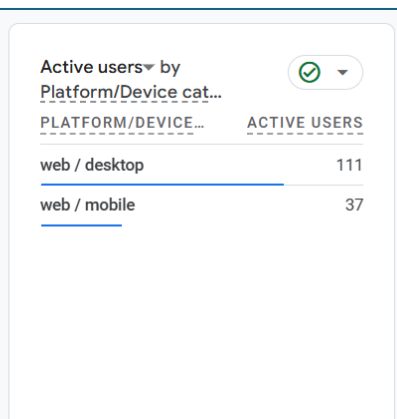 Active users by
Platform/Device cat...
PLATFORM/DEVICE... ACTIVE USERS
web / desktop 111
web / mobile 37